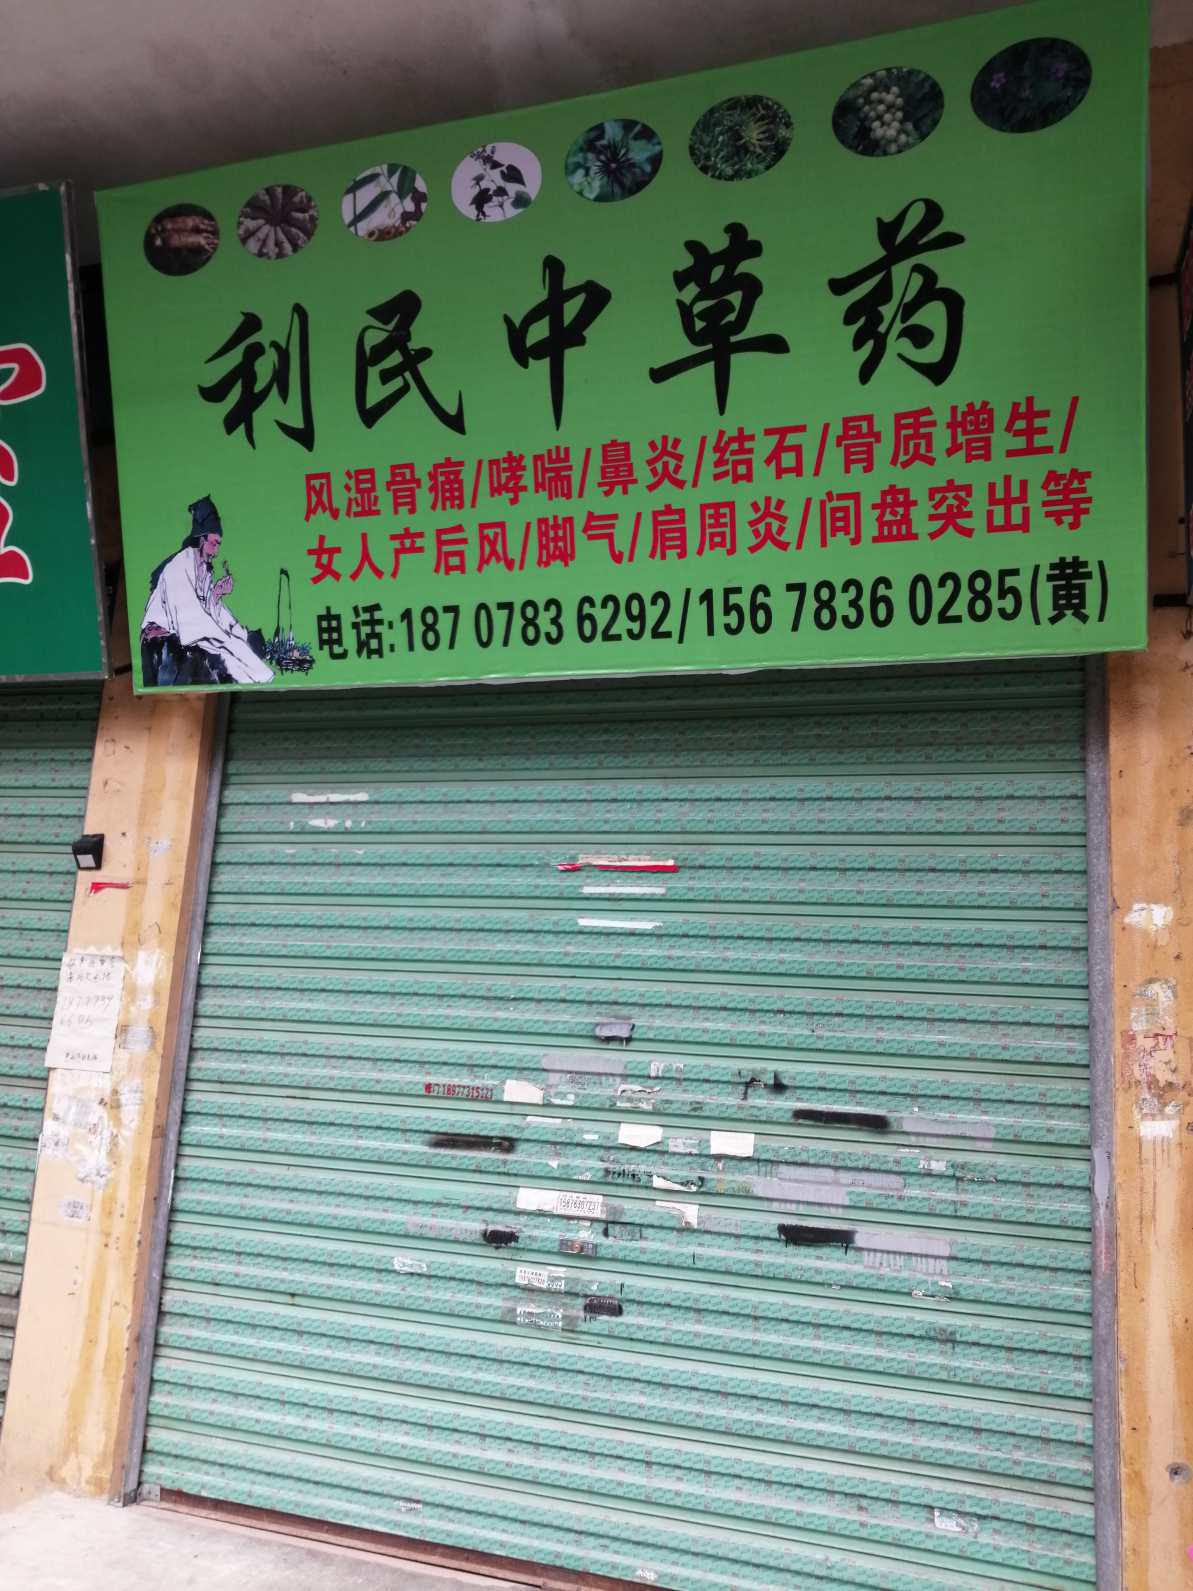 利民中草药
风湿骨痛/哮喘/鼻炎/结石/骨质增生/
女人产后风/脚气/肩周炎/间盘突出等
电话:187 0783 6292/156 7836 0285(黄)
18977315121